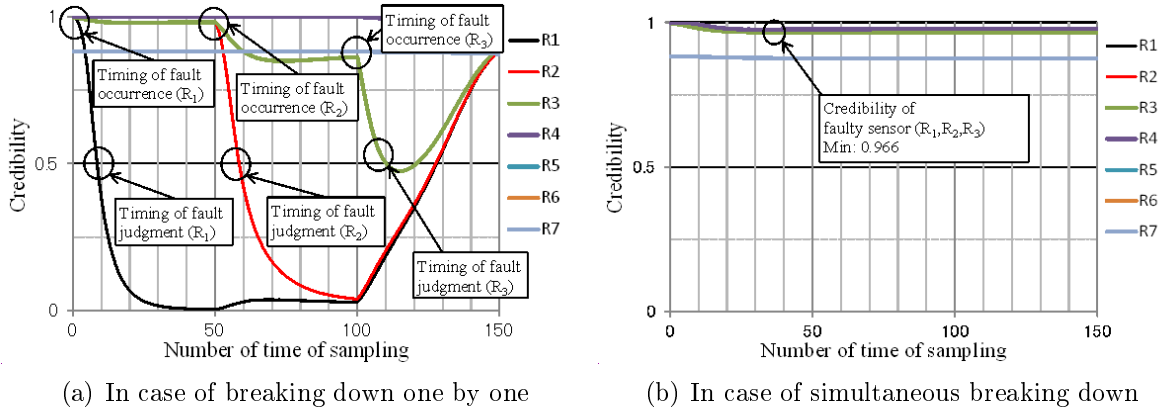 Credibility
1
0.5
0
0
50
100
150
Number of time of sampling
Timing of fault
occurrence (R1)
Timing of fault
occurrence (R2)
Timing of fault
occurrence (R3)
Timing of fault
judgment (R1)
Timing of fault
judgment (R2)
Timing of fault
judgment (R3)
R1
R2
R3
R4
R5
R6
R7
(a) In case of breaking down one by one
Credibility
1
0.5
0
0
50
100
150
Number of time of sampling
Credibility of
faulty sensor (R1,R2,R3)
Min: 0.966
R1
R2
R3
R4
R5
R6
R7
(b) In case of simultaneous breaking down